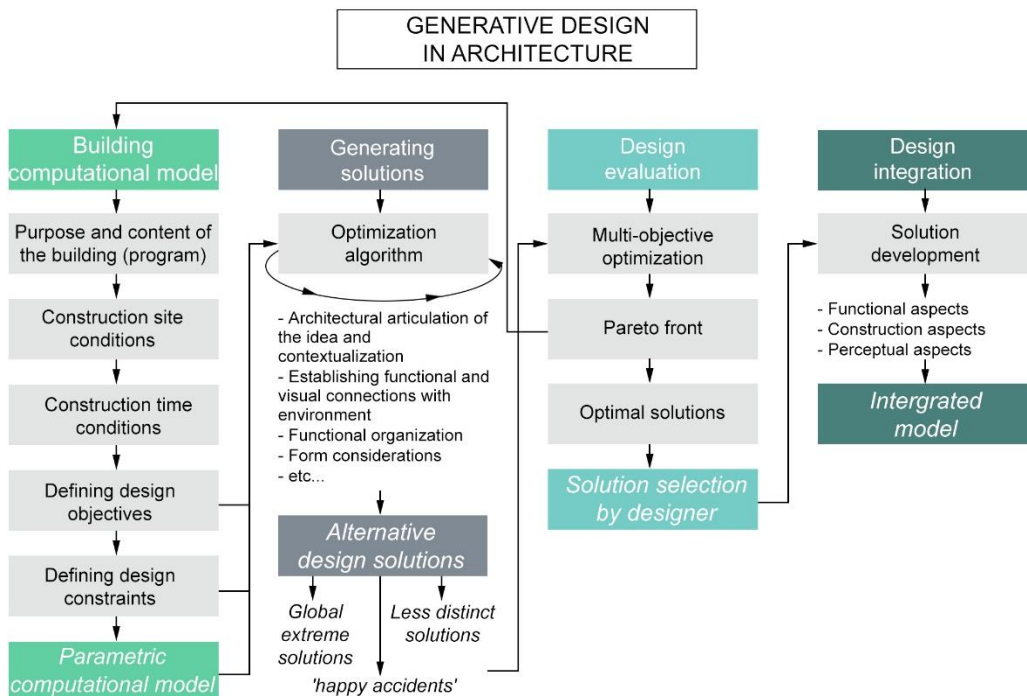 GENERATIVE DESIGN
IN ARCHITECTURE
Building
computational model
Purpose and content of
the building (program)
Construction site
conditions
Construction time
conditions
Defining design
objectives
Defining design
constraints
Parametric
computational model
Generating
solutions
Optimization
algorithm
- Architectural articulation of
the idea and
contextualization
- Establishing functional and
visual connections with
environment
- Functional organization
- Form considerations
- etc...
Alternative
design solutions
Global
extreme
solutions
Less distinct
solutions
'happy accidents'
Design
evaluation
Multi-objective
optimization
Pareto front
Optimal solutions
Solution selection
by designer
Design
integration
Solution
development
- Functional aspects
- Construction aspects
- Perceptual aspects
Intergrated
model